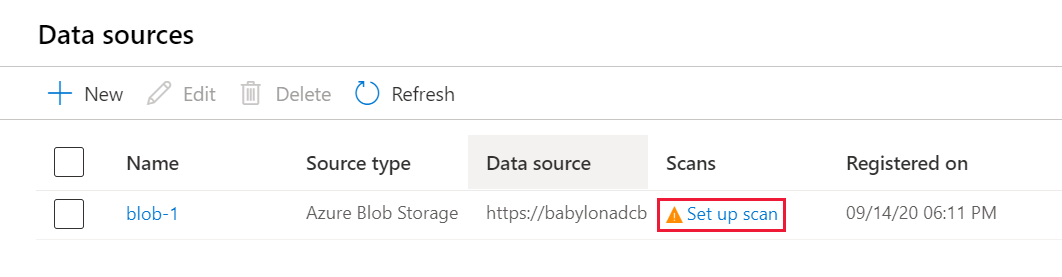 Data sources
New Edit Delete Refresh
Name Source type Data source Scans Registered on
blob-1 Azure Blob Storage https://babylonadcb Set up scan 09/14/20 06:11 PM